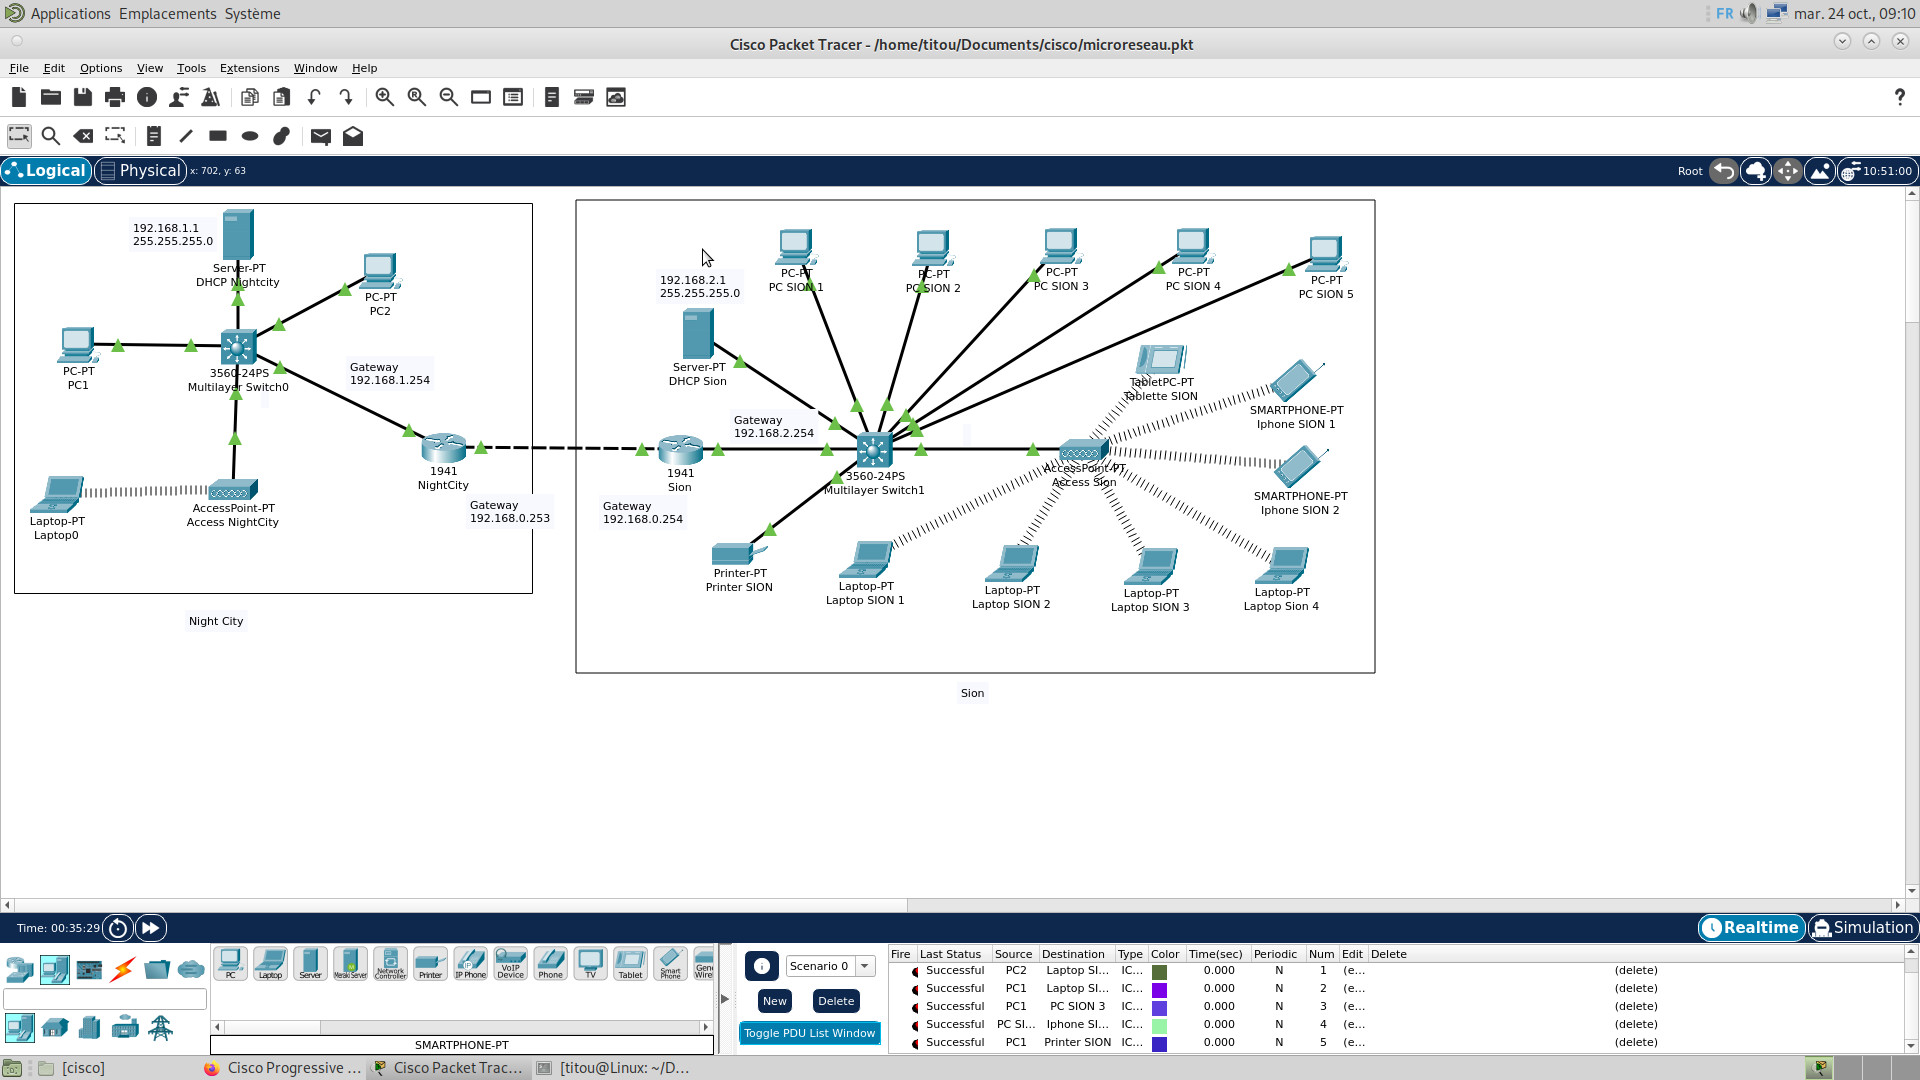 Applications Emplacements Système
FR mar. 24 oct., 09:10
Cisco Packet Tracer - /home/titou/Documents/cisco/microreseau.pkt
File Edit Options View Tools Extensions Window Help
?
Logical Physical x: 702, y: 63
Root 10:51:00
192.168.1.1
255.255.255.0
Server-PT
DHCP Nightcity
PC-PT
PC2
PC-PT
PC1
3560-24PS
Multilayer Switch0
Gateway
192.168.1.254
1941
NightCity
Laptop-PT
Laptop0
AccessPoint-PT
Access NightCity
Gateway
192.168.0.253
Night City
192.168.2.1
255.255.255.0
Server-PT
DHCP Sion
PC-PT
PC SION 1
PC-PT
PC SION 2
PC-PT
PC SION 3
PC-PT
PC SION 4
PC-PT
PC SION 5
TabletPC-PT
Tablette SION
SMARTPHONE-PT
Iphone SION 1
SMARTPHONE-PT
Iphone SION 2
Gateway
192.168.2.254
1941
Sion
3560-24PS
Multilayer Switch1
AccessPoint-PT
Access Sion
Gateway
192.168.0.254
Printer-PT
Printer SION
Laptop-PT
Laptop SION 1
Laptop-PT
Laptop SION 2
Laptop-PT
Laptop SION 3
Laptop-PT
Laptop Sion 4
Sion
Time: 00:35:29
Realtime Simulation
PC Laptop Server Meraki Server Network Controller Printer IP Phone VoIP Device Phone TV Tablet Smart Phone
SMARTPHONE-PT
Scenario 0
New Delete
Toggle PDU List Window
Fire Last Status Source Destination Type Color Time(sec) Periodic Num Edit Delete
Successful PC2 Laptop SI... IC... 0.000 N 1 (e... (delete)
Successful PC1 Laptop SI... IC... 0.000 N 2 (e... (delete)
Successful PC1 PC SION 3 IC... 0.000 N 3 (e... (delete)
Successful PC SI... Iphone SI... IC... 0.000 N 4 (e... (delete)
Successful PC1 Printer SION IC... 0.000 N 5 (e... (delete)
[cisco] Cisco Progressive ... Cisco Packet Trac... [titou@Linux: ~/D...